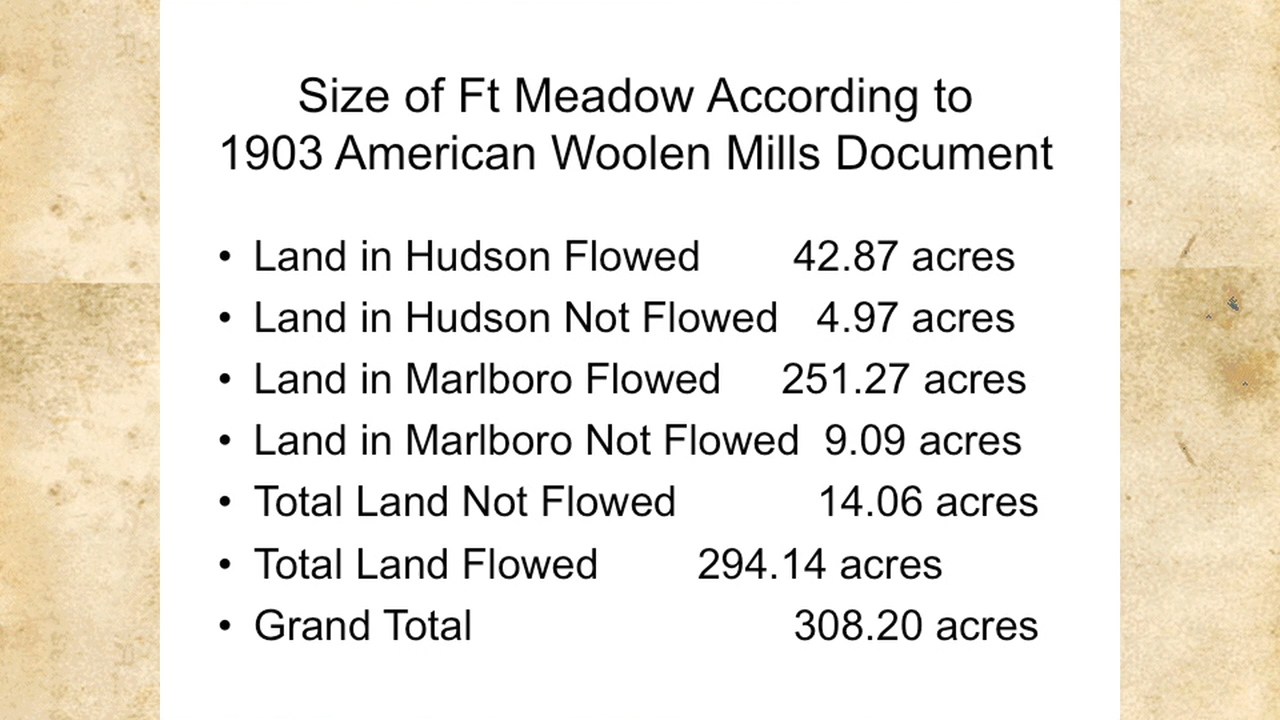 Size of Ft Meadow According to
1903 American Woolen Mills Document
• Land in Hudson Flowed 42.87 acres
• Land in Hudson Not Flowed 4.97 acres
• Land in Marlboro Flowed 251.27 acres
• Land in Marlboro Not Flowed 9.09 acres
• Total Land Not Flowed 14.06 acres
• Total Land Flowed 294.14 acres
• Grand Total 308.20 acres